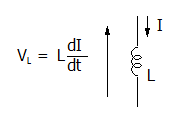 I
V_L = L dI/dt
L